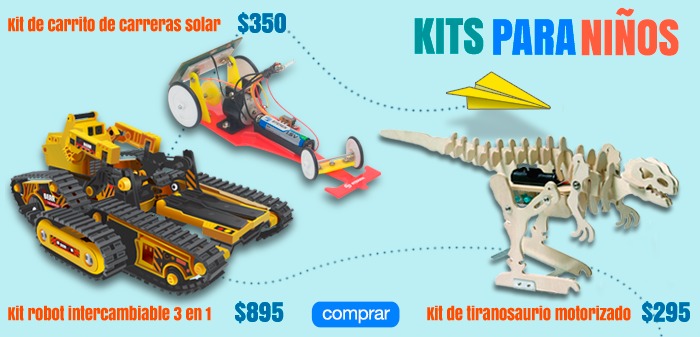 Kit de carrito de carreras solar $350
KITS PARA NIÑOS
Kit robot intercambiable 3 en 1 $895
comprar
Kit de tiranosaurio motorizado $295